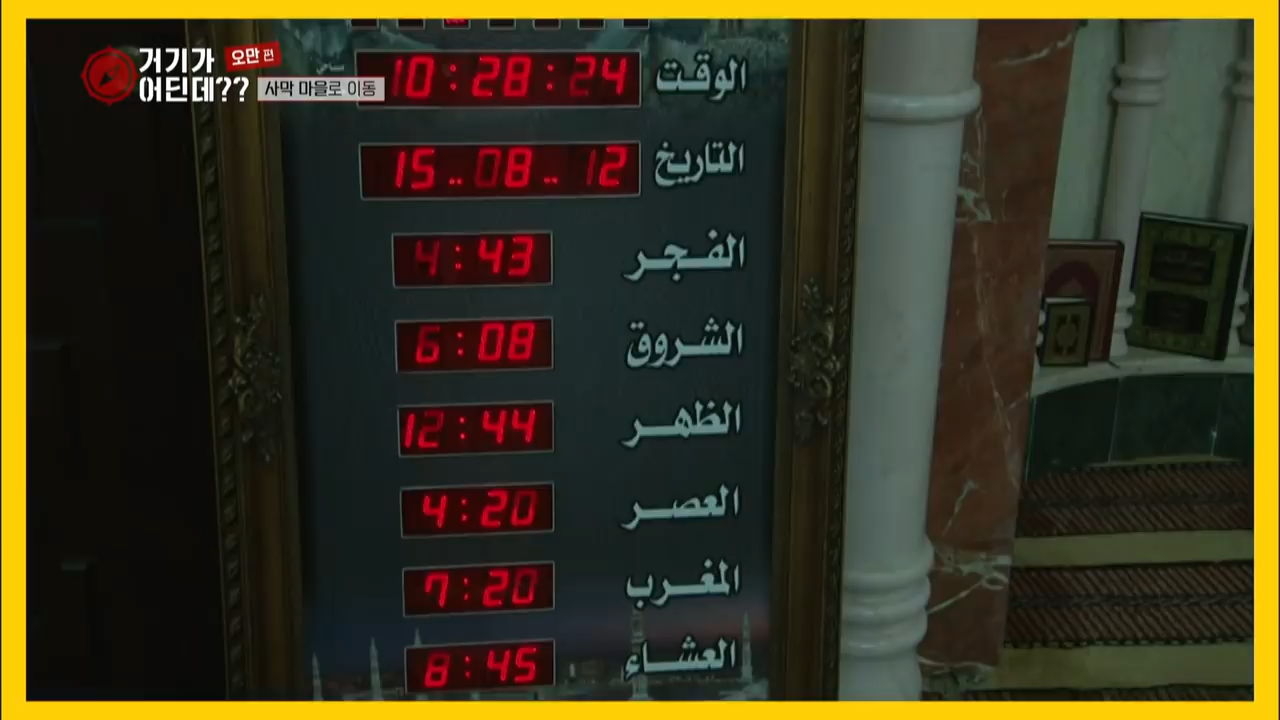 거기가 오만 편
어딘데?? 사막 마을로 이동
10:28:24 الوقت
15..08..12 التاريخ
4:43 الفجر
6:08 الشروق
12:44 الظهر
4:20 العصر
7:20 المغرب
8:45 العشاء